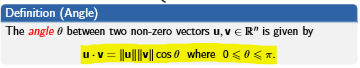 Definition (Angle)
The angle θ between two non-zero vectors u, v ∈ ℝⁿ is given by
u · v = ‖u‖‖v‖ cos θ where 0 ⩽ θ ⩽ π.